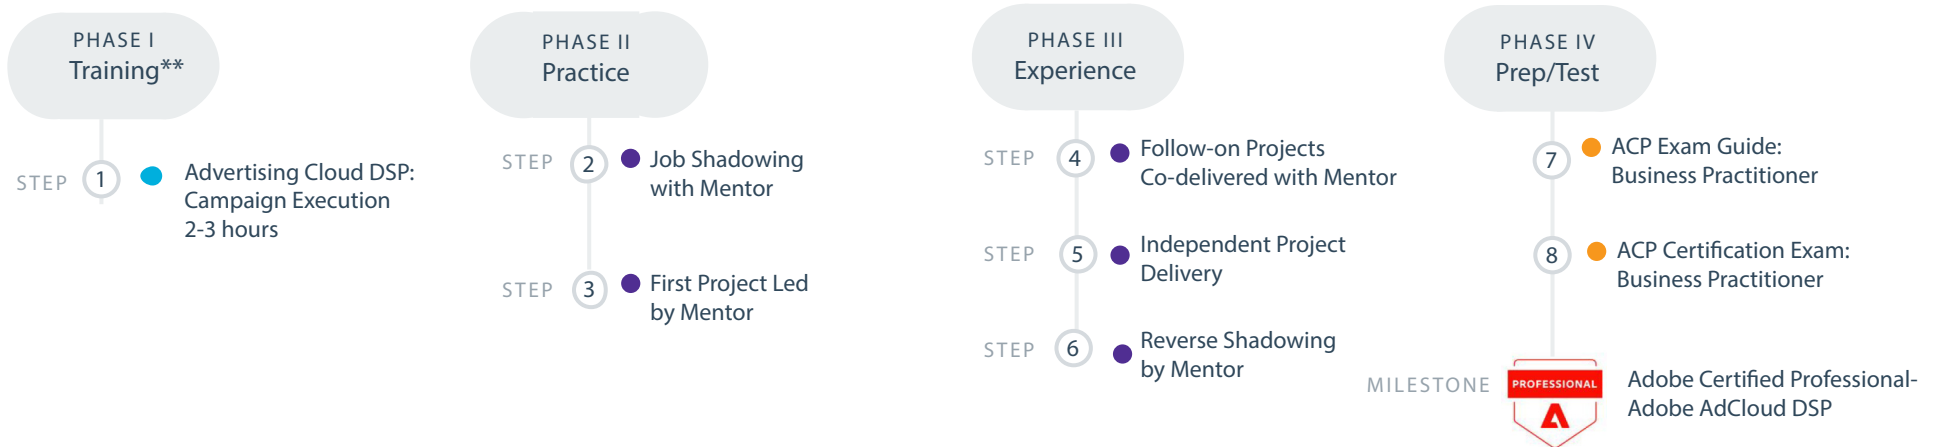 PHASE I
Training**
STEP 1
Advertising Cloud DSP:
Campaign Execution
2-3 hours
PHASE II
Practice
STEP 2
Job Shadowing
with Mentor
STEP 3
First Project Led
by Mentor
PHASE III
Experience
STEP 4
Follow-on Projects
Co-delivered with Mentor
STEP 5
Independent Project
Delivery
STEP 6
Reverse Shadowing
by Mentor
PHASE IV
Prep/Test
7
ACP Exam Guide:
Business Practitioner
8
ACP Certification Exam:
Business Practitioner
MILESTONE
PROFESSIONAL
Adobe Certified Professional-
Adobe AdCloud DSP